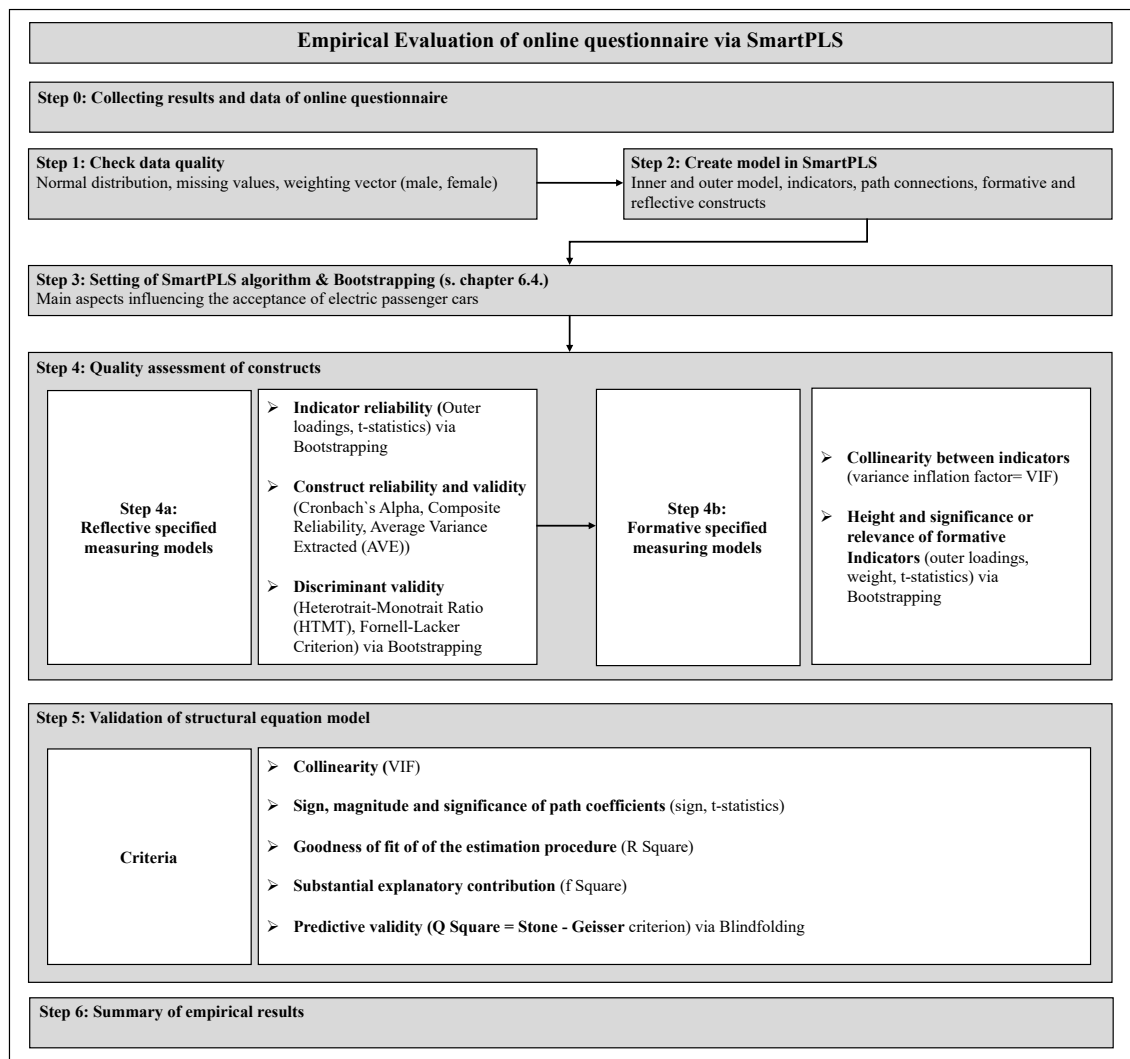 Empirical Evaluation of online questionnaire via SmartPLS
Step 0: Collecting results and data of online questionnaire
Step 1: Check data quality
Normal distribution, missing values, weighting vector (male, female)
Step 2: Create model in SmartPLS
Inner and outer model, indicators, path connections, formative and
reflective constructs
Step 3: Setting of SmartPLS algorithm & Bootstrapping (s. chapter 6.4.)
Main aspects influencing the acceptance of electric passenger cars
Step 4: Quality assessment of constructs
Step 4a:
Reflective specified
measuring models
➢ Indicator reliability (Outer
loadings, t-statistics) via
Bootstrapping
➢ Construct reliability and validity
(Cronbach`s Alpha, Composite
Reliability, Average Variance
Extracted (AVE))
➢ Discriminant validity
(Heterotrait-Monotrait Ratio
(HTMT), Fornell-Lacker
Criterion) via Bootstrapping
Step 4b:
Formative specified
measuring models
➢ Collinearity between indicators
(variance inflation factor= VIF)
➢ Height and significance or
relevance of formative
Indicators (outer loadings,
weight, t-statistics) via
Bootstrapping
Step 5: Validation of structural equation model
Criteria
➢ Collinearity (VIF)
➢ Sign, magnitude and significance of path coefficients (sign, t-statistics)
➢ Goodness of fit of of the estimation procedure (R Square)
➢ Substantial explanatory contribution (f Square)
➢ Predictive validity (Q Square = Stone - Geisser criterion) via Blindfolding
Step 6: Summary of empirical results